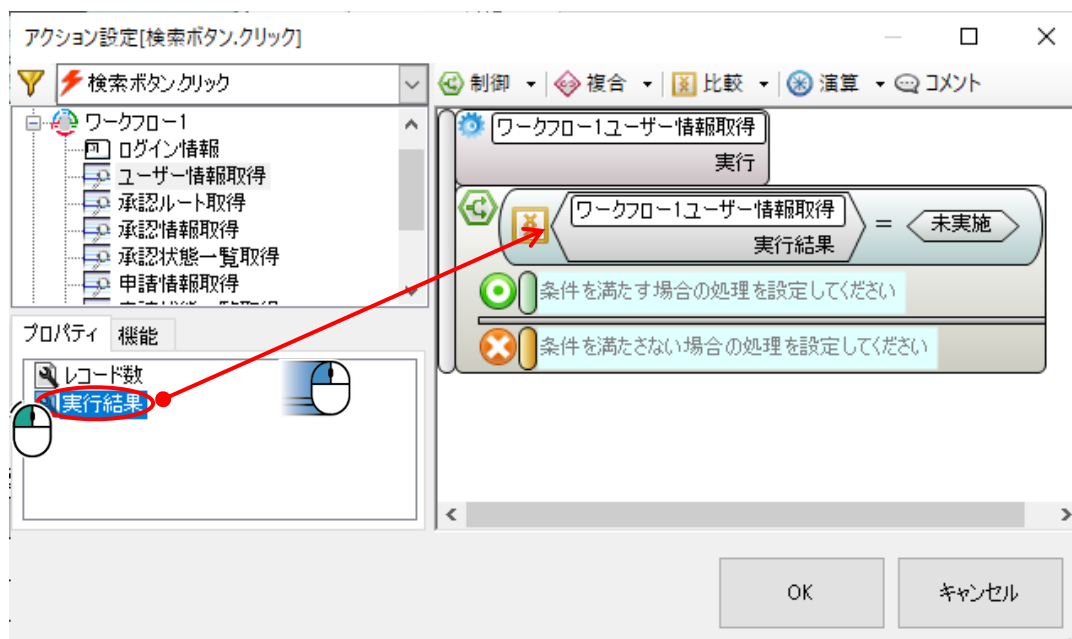 アクション設定[検索ボタン.クリック]
検索ボタン.クリック
制御 複合 比較 演算 コメント
ワークフロー1
ログイン情報
ユーザー情報取得
承認ルート取得
承認情報取得
承認状態一覧取得
申請情報取得
プロパティ 機能
レコード数
実行結果
ワークフロー1ユーザー情報取得
実行
ワークフロー1ユーザー情報取得
実行結果
=
未実施
条件を満たす場合の処理を設定してください
条件を満たさない場合の処理を設定してください
OK
キャンセル